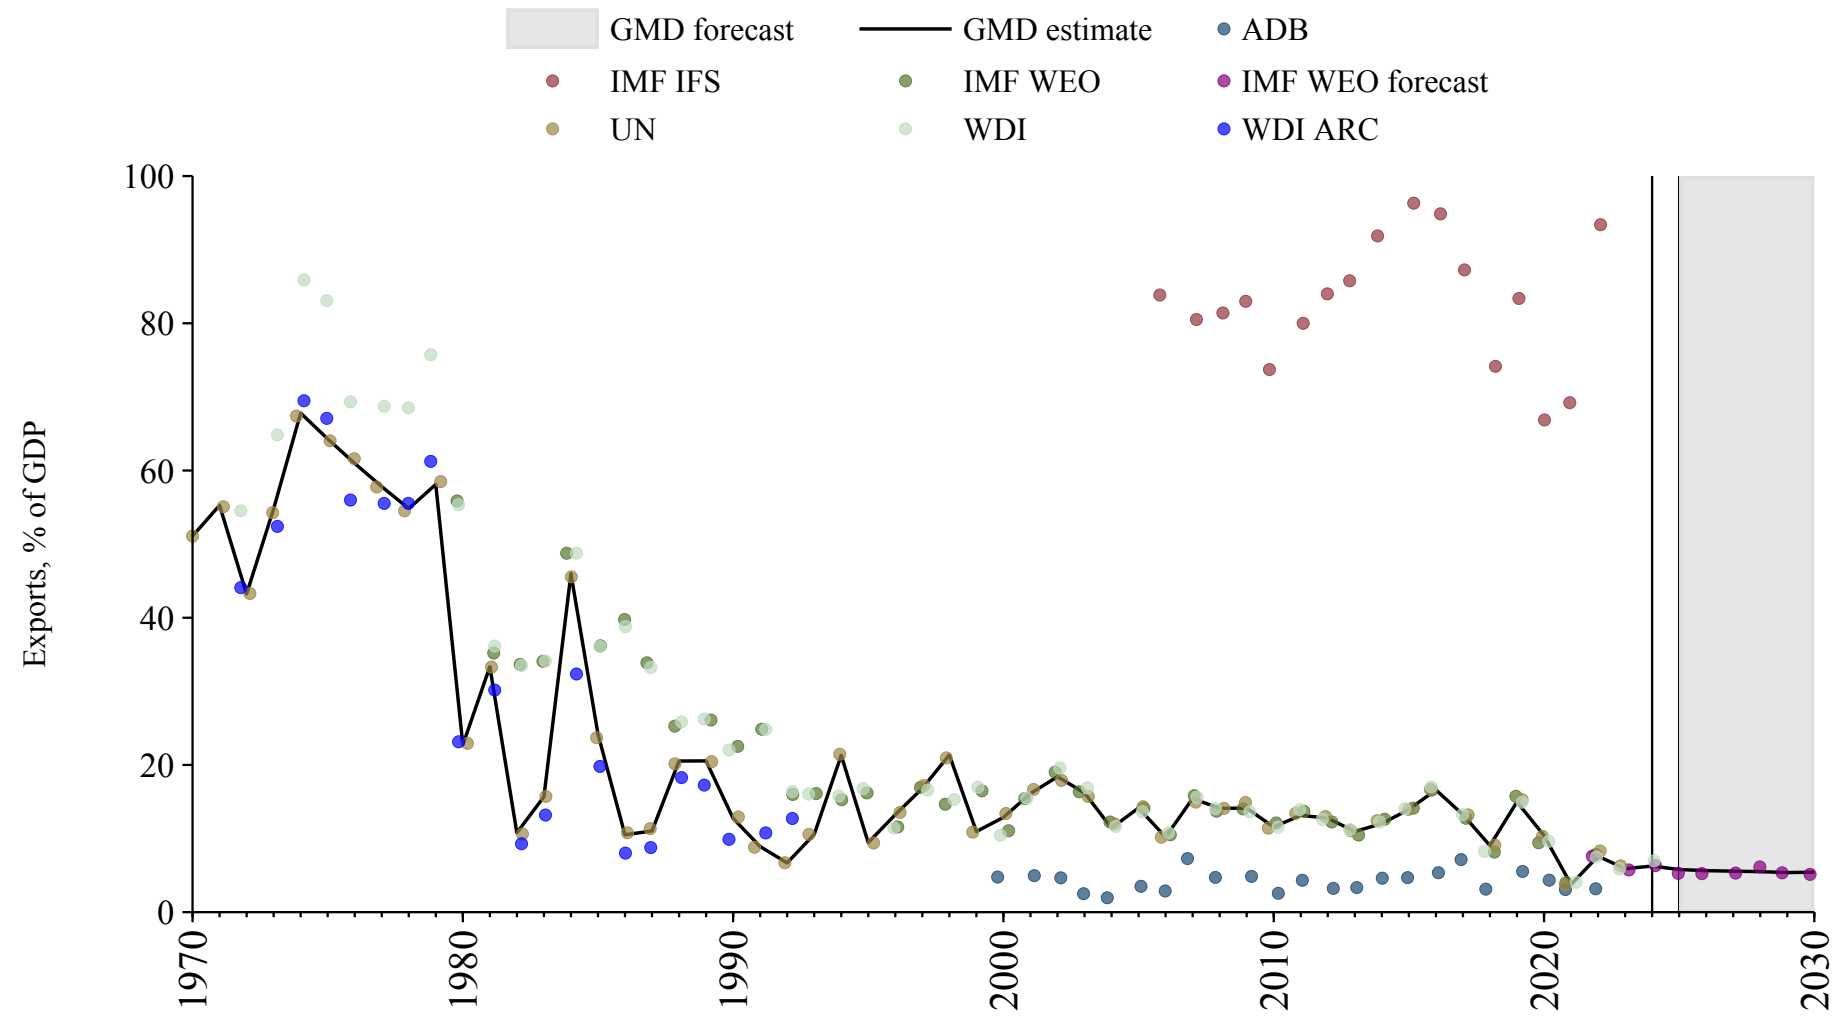 GMD forecast GMD estimate ADB
IMF IFS IMF WEO IMF WEO forecast
UN WDI WDI ARC
Exports, % of GDP
100
80
60
40
20
0
1970 1980 1990 2000 2010 2020 2030